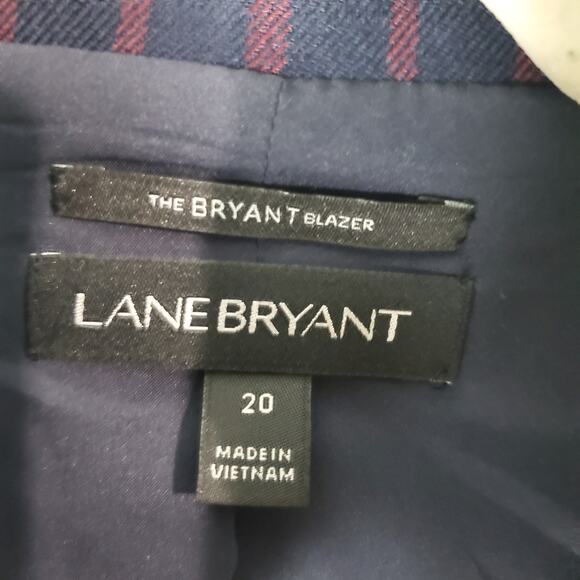 THE BRYANT BLAZER
LANE BRYANT
20
MADE IN
VIETNAM